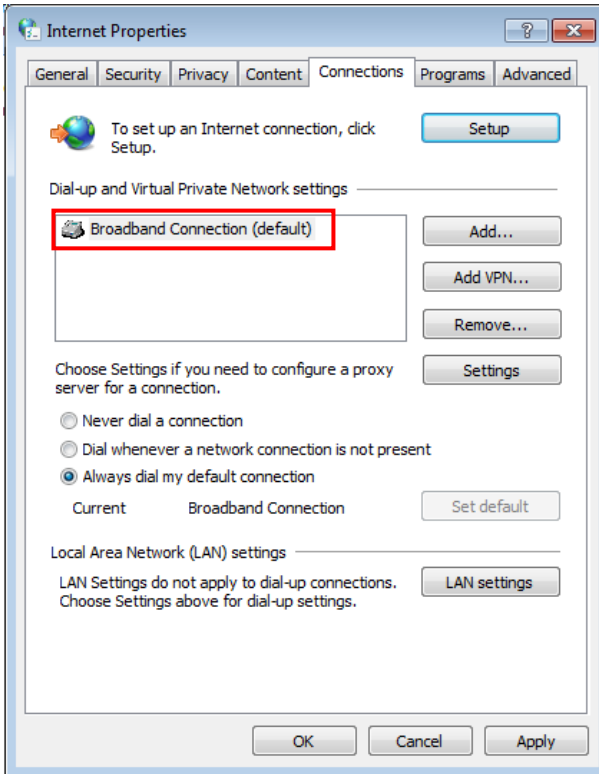 Internet Properties
?
General Security Privacy Content Connections Programs Advanced
To set up an Internet connection, click
Setup.
Setup
Dial-up and Virtual Private Network settings
Broadband Connection (default)
Add...
Add VPN...
Remove...
Choose Settings if you need to configure a proxy
server for a connection.
Settings
Never dial a connection
Dial whenever a network connection is not present
Always dial my default connection
Current Broadband Connection Set default
Local Area Network (LAN) settings
LAN Settings do not apply to dial-up connections.
Choose Settings above for dial-up settings.
LAN settings
OK Cancel Apply